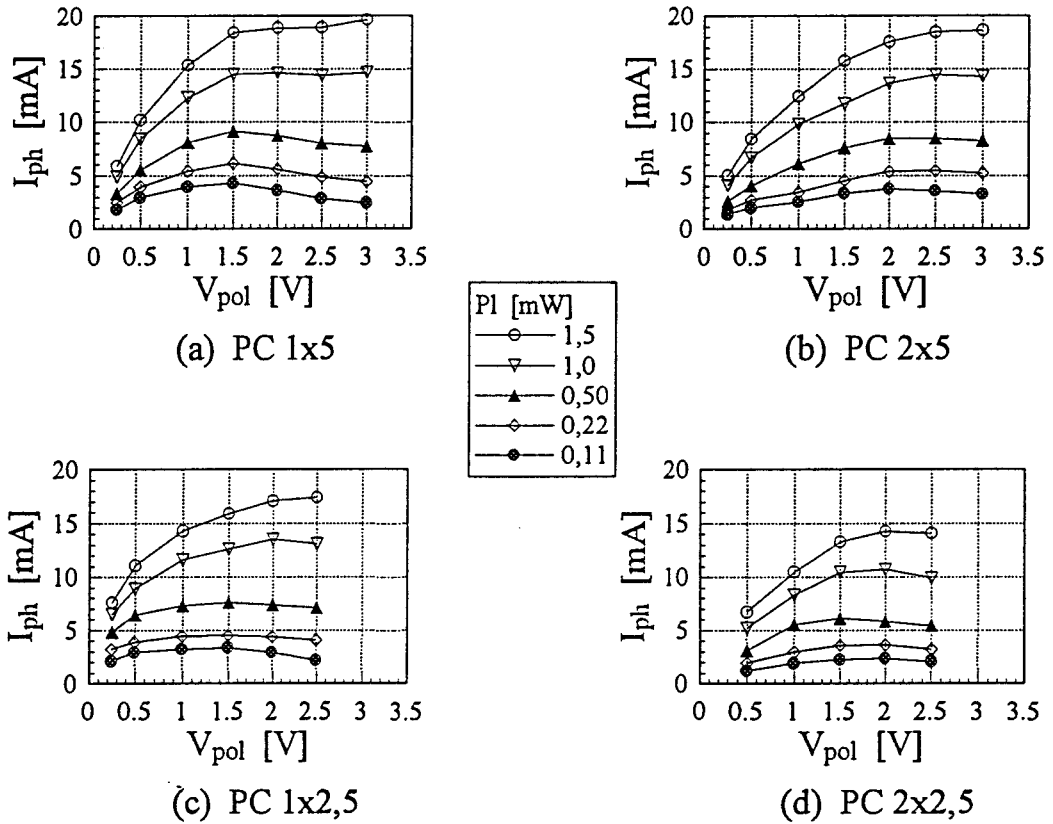 20
15
10
5
0
I_ph [mA]
0 0.5 1 1.5 2 2.5 3 3.5
V_pol [V]
(a) PC 1x5
20
15
10
5
0
I_ph [mA]
0 0.5 1 1.5 2 2.5 3 3.5
V_pol [V]
(b) PC 2x5
Pl [mW]
1,5
1,0
0,50
0,22
0,11
20
15
10
5
0
I_ph [mA]
0 0.5 1 1.5 2 2.5 3 3.5
V_pol [V]
(c) PC 1x2,5
20
15
10
5
0
I_ph [mA]
0 0.5 1 1.5 2 2.5 3 3.5
V_pol [V]
(d) PC 2x2,5